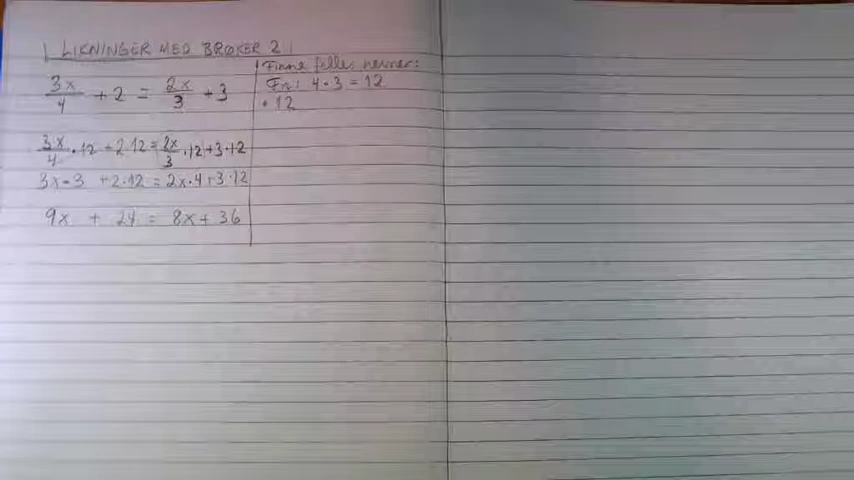 LIKNINGER MED BRØKER 2
3x/4 + 2 = 2x/3 + 3
3x/4 · 12 + 2·12 = 2x/3 · 12 + 3·12
3x·3 + 2·12 = 2x·4 + 3·12
9x + 24 = 8x + 36
Finne felles nevner:
Fn: 4·3 = 12
· 12